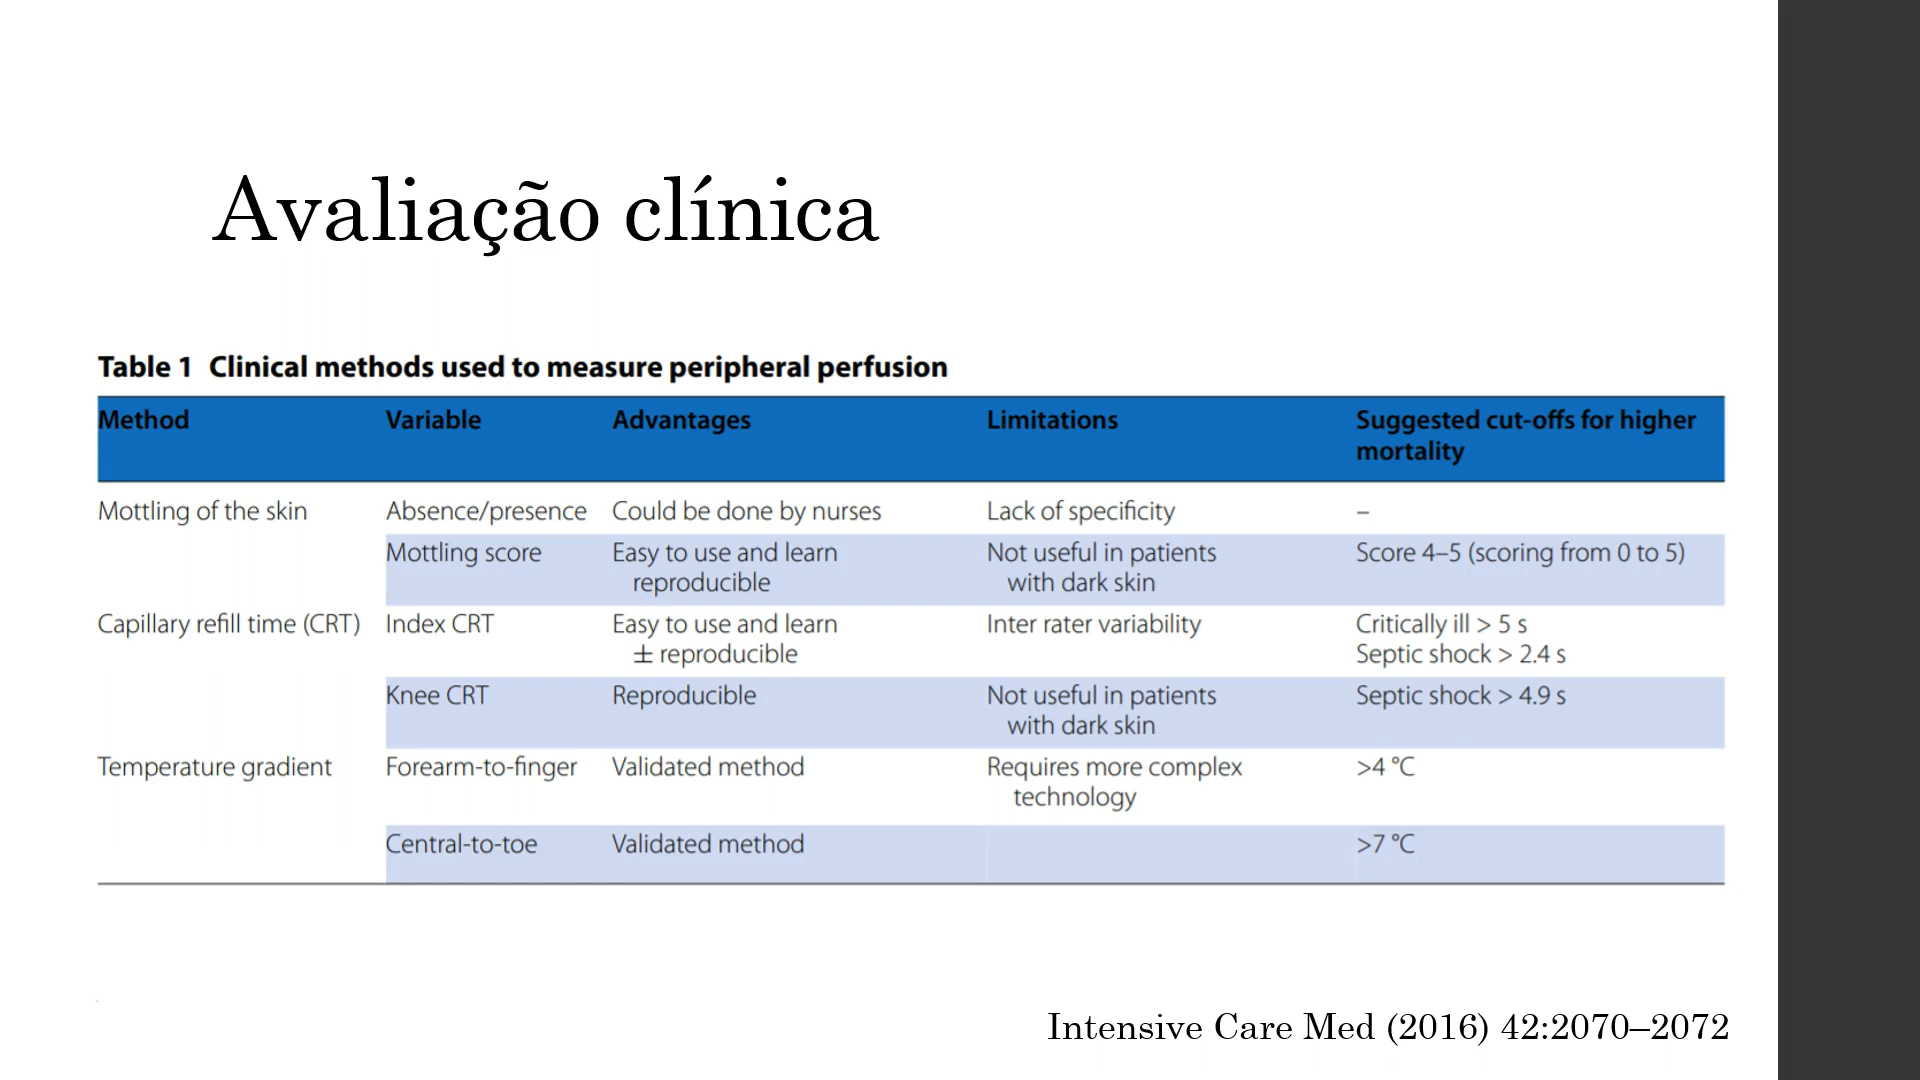 Avaliação clínica
Table 1 Clinical methods used to measure peripheral perfusion
Method Variable Advantages Limitations Suggested cut-offs for higher
mortality
Mottling of the skin Absence/presence Could be done by nurses Lack of specificity –
Mottling score Easy to use and learn Not useful in patients Score 4–5 (scoring from 0 to 5)
reproducible with dark skin
Capillary refill time (CRT) Index CRT Easy to use and learn Inter rater variability Critically ill > 5 s
± reproducible Septic shock > 2.4 s
Knee CRT Reproducible Not useful in patients Septic shock > 4.9 s
with dark skin
Temperature gradient Forearm-to-finger Validated method Requires more complex >4 °C
technology
Central-to-toe Validated method >7 °C
Intensive Care Med (2016) 42:2070–2072